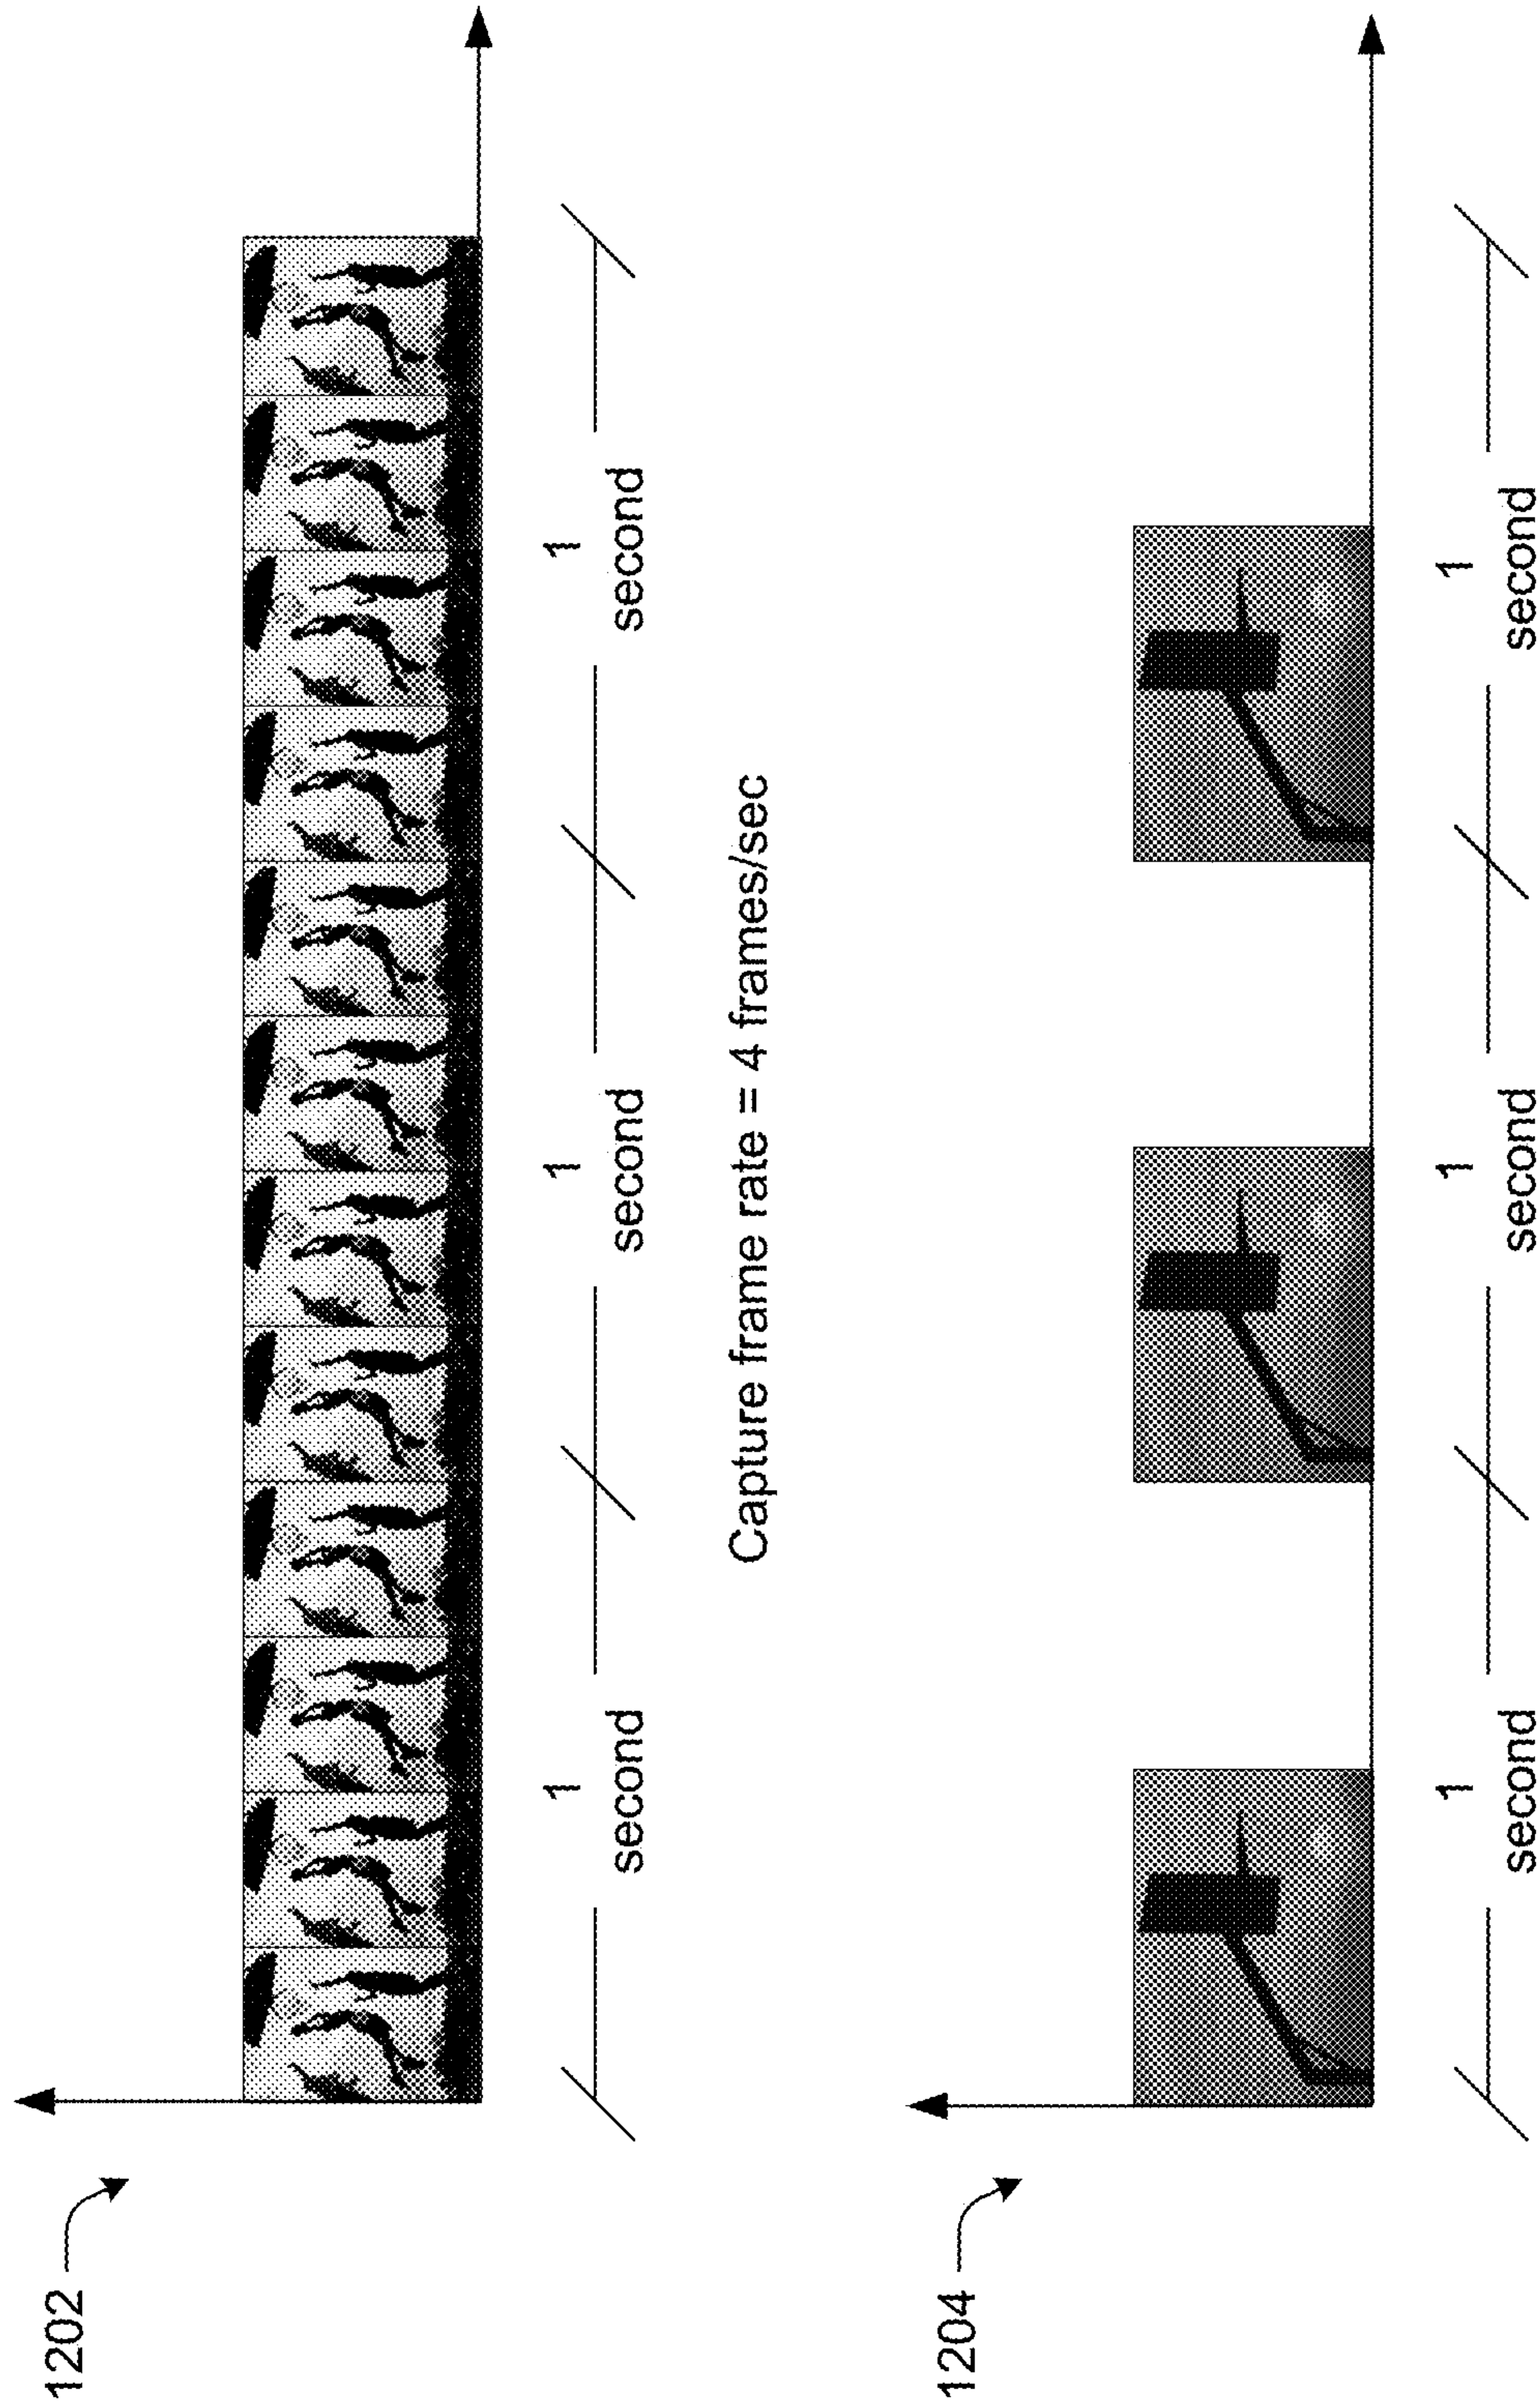 1202
1
second
1
second
1
second
Capture frame rate = 4 frames/sec
1204
1
second
1
second
1
second